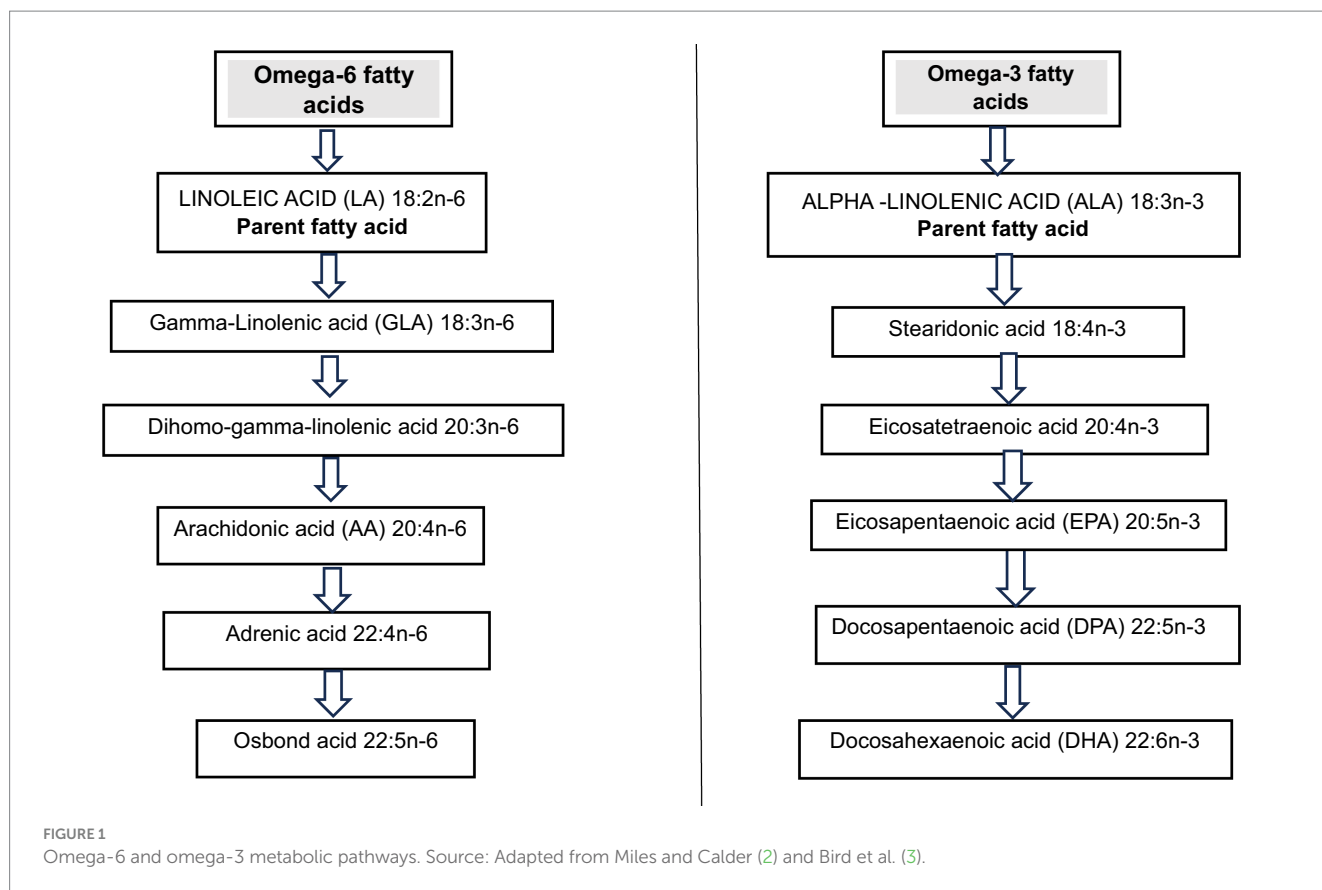 Omega-6 fatty
acids
LINOLEIC ACID (LA) 18:2n-6
Parent fatty acid
Gamma-Linolenic acid (GLA) 18:3n-6
Dihomo-gamma-linolenic acid 20:3n-6
Arachidonic acid (AA) 20:4n-6
Adrenic acid 22:4n-6
Osbond acid 22:5n-6
Omega-3 fatty
acids
ALPHA -LINOLENIC ACID (ALA) 18:3n-3
Parent fatty acid
Stearidonic acid 18:4n-3
Eicosatetraenoic acid 20:4n-3
Eicosapentaenoic acid (EPA) 20:5n-3
Docosapentaenoic acid (DPA) 22:5n-3
Docosahexaenoic acid (DHA) 22:6n-3
FIGURE 1
Omega-6 and omega-3 metabolic pathways. Source: Adapted from Miles and Calder (2) and Bird et al. (3).